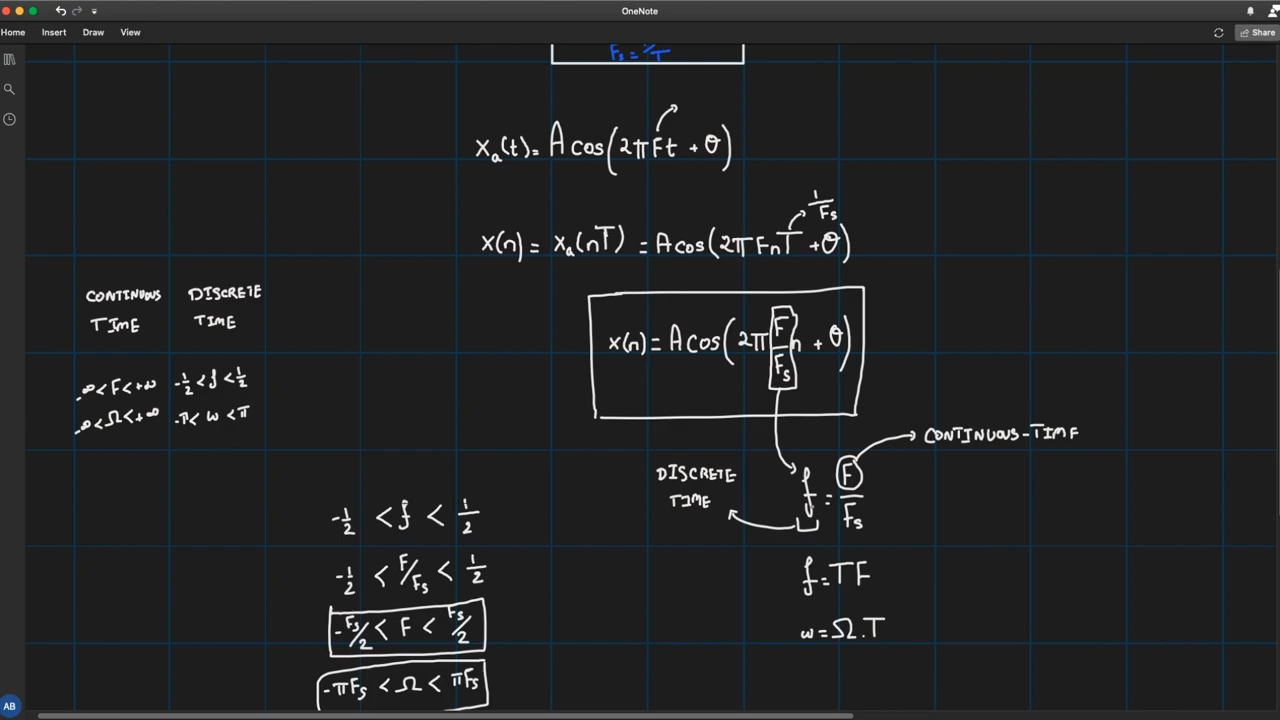 OneNote
Home Insert Draw View Share
Fs = 1/T
xa(t) = A cos(2πFt + θ)
1/Fs
x(n) = xa(nT) = A cos(2πFnT + θ)
CONTINUOUS TIME
DISCRETE TIME
-∞ < F < +∞
-1/2 < f < 1/2
-∞ < Ω < +∞
-π < w < π
x(n) = A cos(2π F/Fs n + θ)
CONTINUOUS-TIME
DISCRETE TIME
f = F/Fs
f = TF
w = Ω.T
-1/2 < f < 1/2
-1/2 < F/Fs < 1/2
-Fs/2 < F < Fs/2
-πFs < Ω < πFs
AB